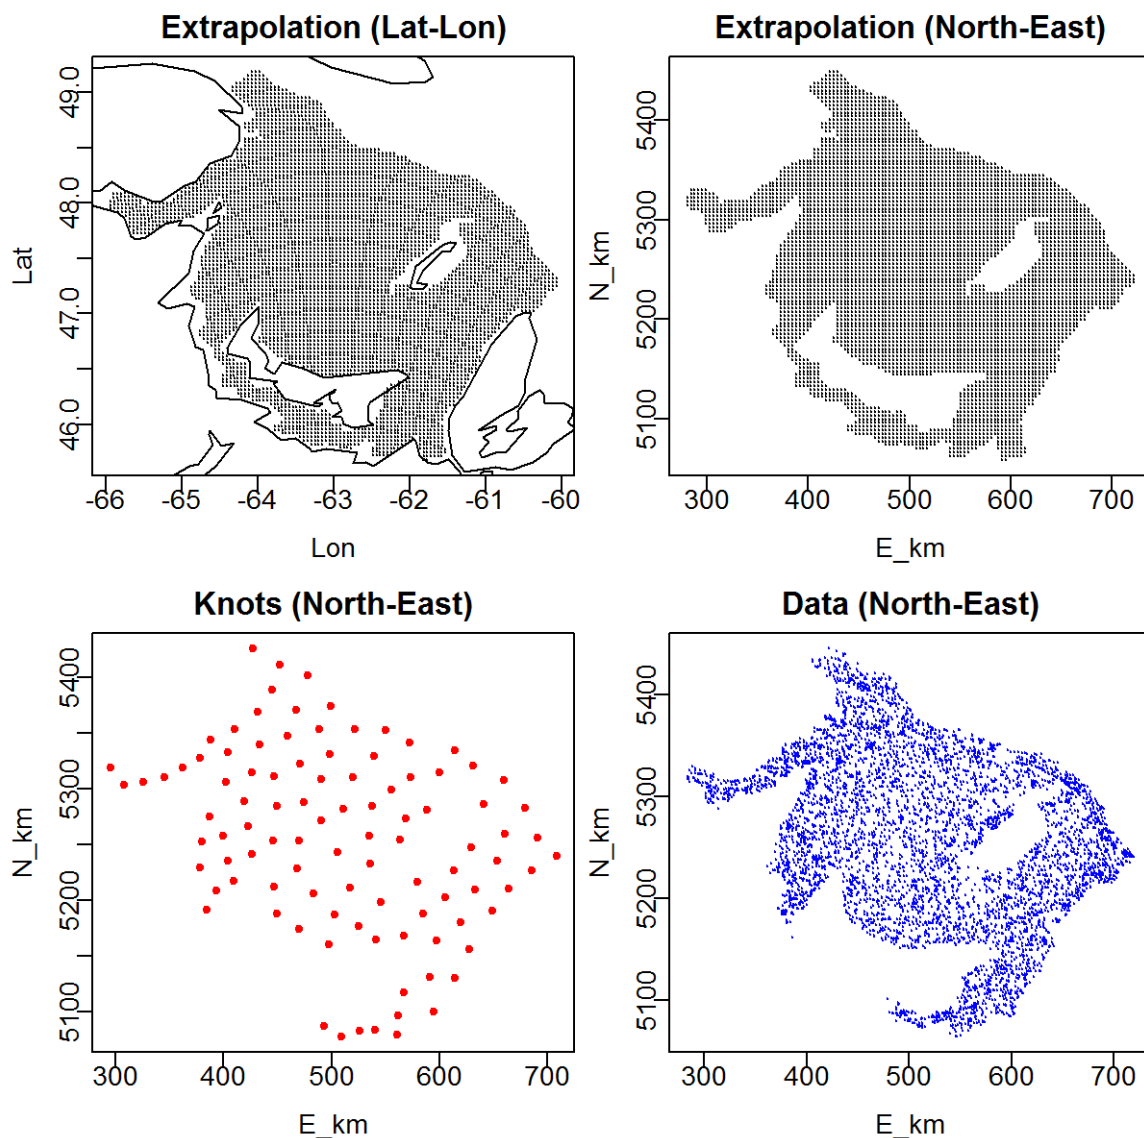 Extrapolation (Lat-Lon)
Lat
49.0
48.0
47.0
46.0
-66 -65 -64 -63 -62 -61 -60
Lon
Extrapolation (North-East)
N_km
5400
5300
5200
5100
300 400 500 600 700
E_km
Knots (North-East)
N_km
5400
5300
5200
5100
300 400 500 600 700
E_km
Data (North-East)
N_km
5400
5300
5200
5100
300 400 500 600 700
E_km